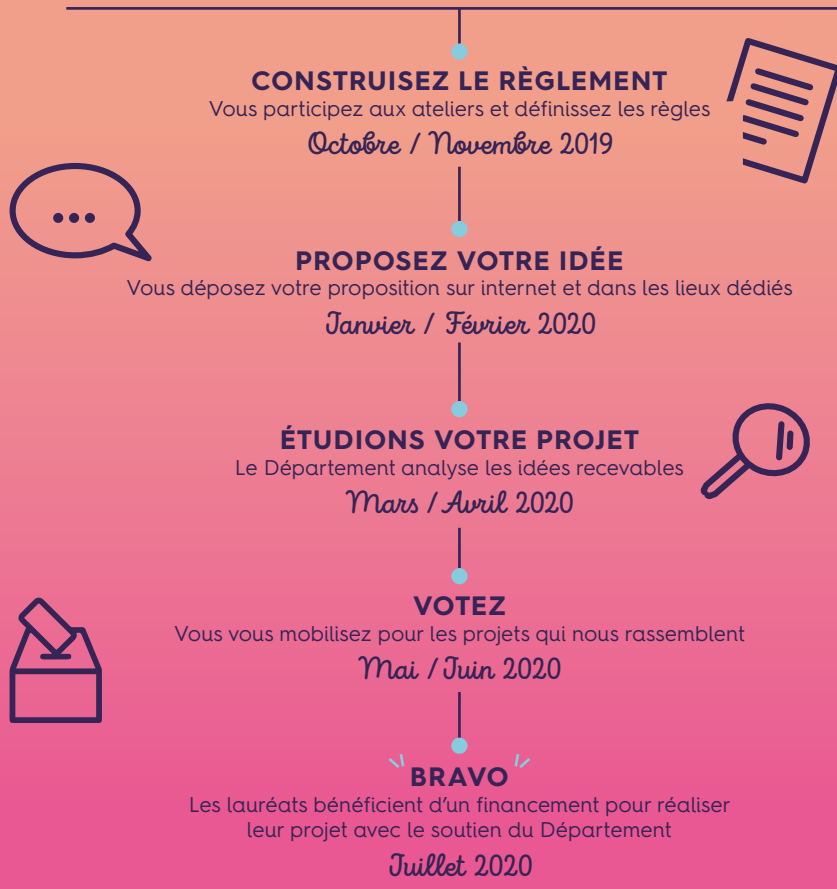 CONSTRUISEZ LE RÈGLEMENT
Vous participez aux ateliers et définissez les règles
Octobre / Novembre 2019
PROPOSEZ VOTRE IDÉE
Vous déposez votre proposition sur internet et dans les lieux dédiés
Janvier / Février 2020
ÉTUDIONS VOTRE PROJET
Le Département analyse les idées recevables
Mars / Avril 2020
VOTEZ
Vous vous mobilisez pour les projets qui nous rassemblent
Mai / Juin 2020
BRAVO
Les lauréats bénéficient d'un financement pour réaliser
leur projet avec le soutien du Département
Juillet 2020